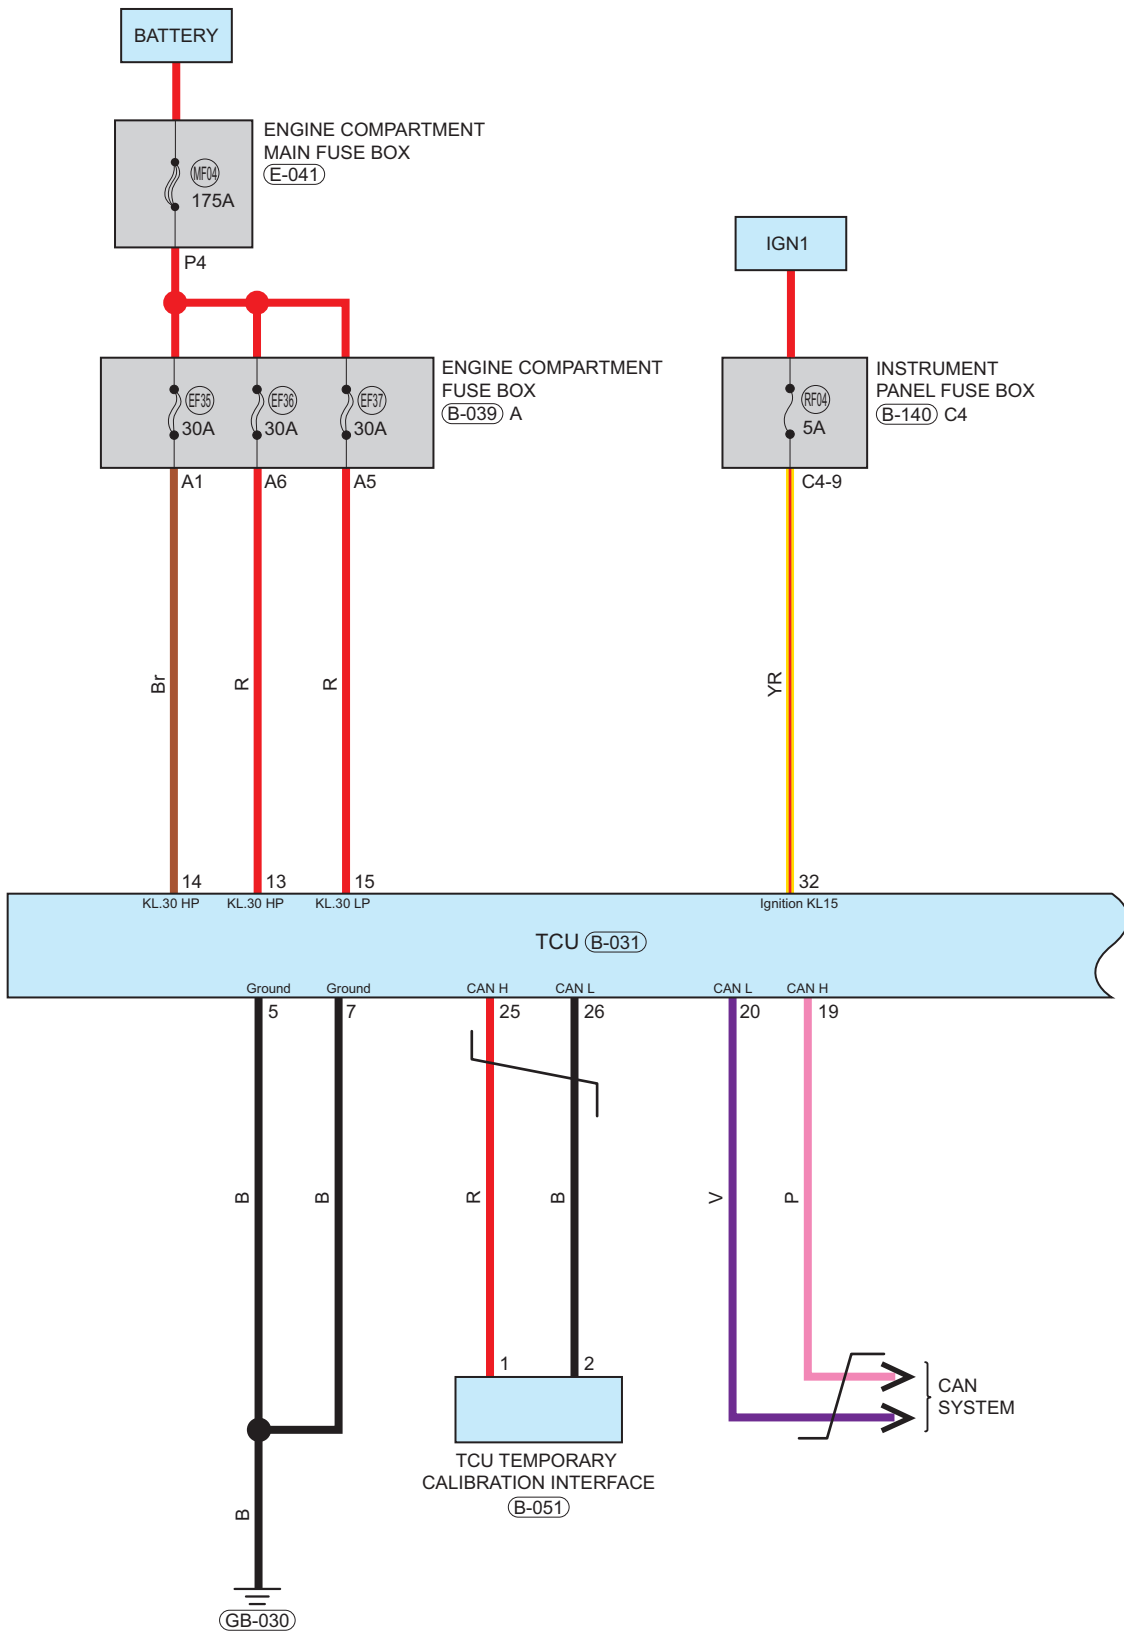 BATTERY
ENGINE COMPARTMENT
MAIN FUSE BOX
E-041
MF04
175A
P4
IGN1
ENGINE COMPARTMENT
FUSE BOX
B-039 A
EF35
30A
EF36
30A
EF37
30A
INSTRUMENT
PANEL FUSE BOX
B-140 C4
RF04
5A
A1
A6
A5
C4-9
Br
R
R
YR
14
13
15
32
KL.30 HP
KL.30 HP
KL.30 LP
Ignition KL15
TCU B-031
Ground
Ground
CAN H
CAN L
CAN L
CAN H
5
7
25
26
20
19
B
B
R
B
V
P
1
2
CAN
SYSTEM
TCU TEMPORARY
CALIBRATION INTERFACE
B-051
B
GB-030